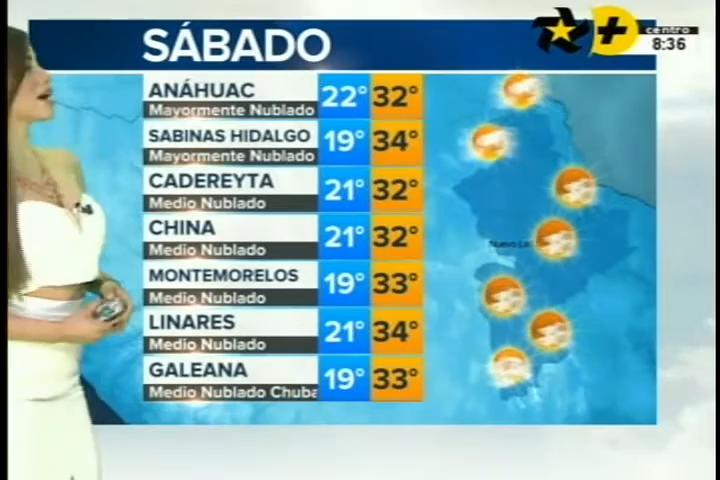 SÁBADO
+
centro
8:36
ANÁHUAC 22° 32°
Mayormente Nublado
SABINAS HIDALGO 19° 34°
Mayormente Nublado
CADEREYTA 21° 32°
Medio Nublado
CHINA 21° 32°
Medio Nublado
MONTEMORELOS 19° 33°
Medio Nublado
LINARES 21° 34°
Medio Nublado
GALEANA 19° 33°
Medio Nublado Chuba
Nuevo